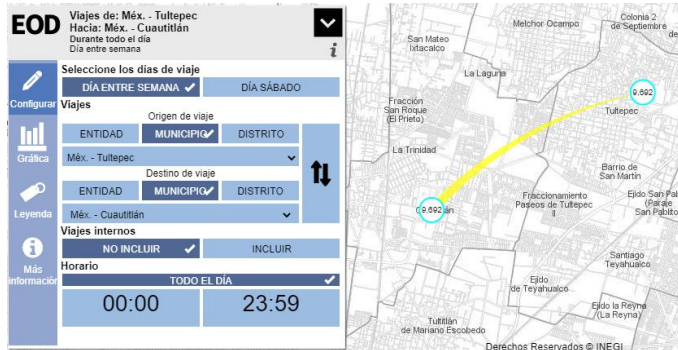 EOD
Viajes de: Méx. - Tultepec
Hacia: Méx. - Cuautitlán
Durante todo el día
Día entre semana
i
Configurar
Gráfica
Leyenda
Más
información
Seleccione los días de viaje
DÍA ENTRE SEMANA
DÍA SÁBADO
Viajes
Origen de viaje
ENTIDAD
MUNICIPIO
DISTRITO
Méx. - Tultepec
Destino de viaje
ENTIDAD
MUNICIPIO
DISTRITO
Méx. - Cuautitlán
Viajes internos
NO INCLUIR
INCLUIR
Horario
TODO EL DÍA
00:00
23:59
Melchor Ocampo
Colonia 2
de Septiembre
de
San Mateo
Ixtacalco
La Laguna
9,692
Tultepec
Fracción
San Roque
(El Prieto)
La Trinidad
Barrio de
San Martín
9,692
Fraccionamiento
Paseos de Tultepec
II
Ejido San Pab
(Paraje
San Pablito
Santiago
Teyahualco
Ejido
de Teyahualco
Ejido la Reyna
(La Reyna)
Tultitlán
de Mariano Escobedo
Derechos Reservados © INEGI